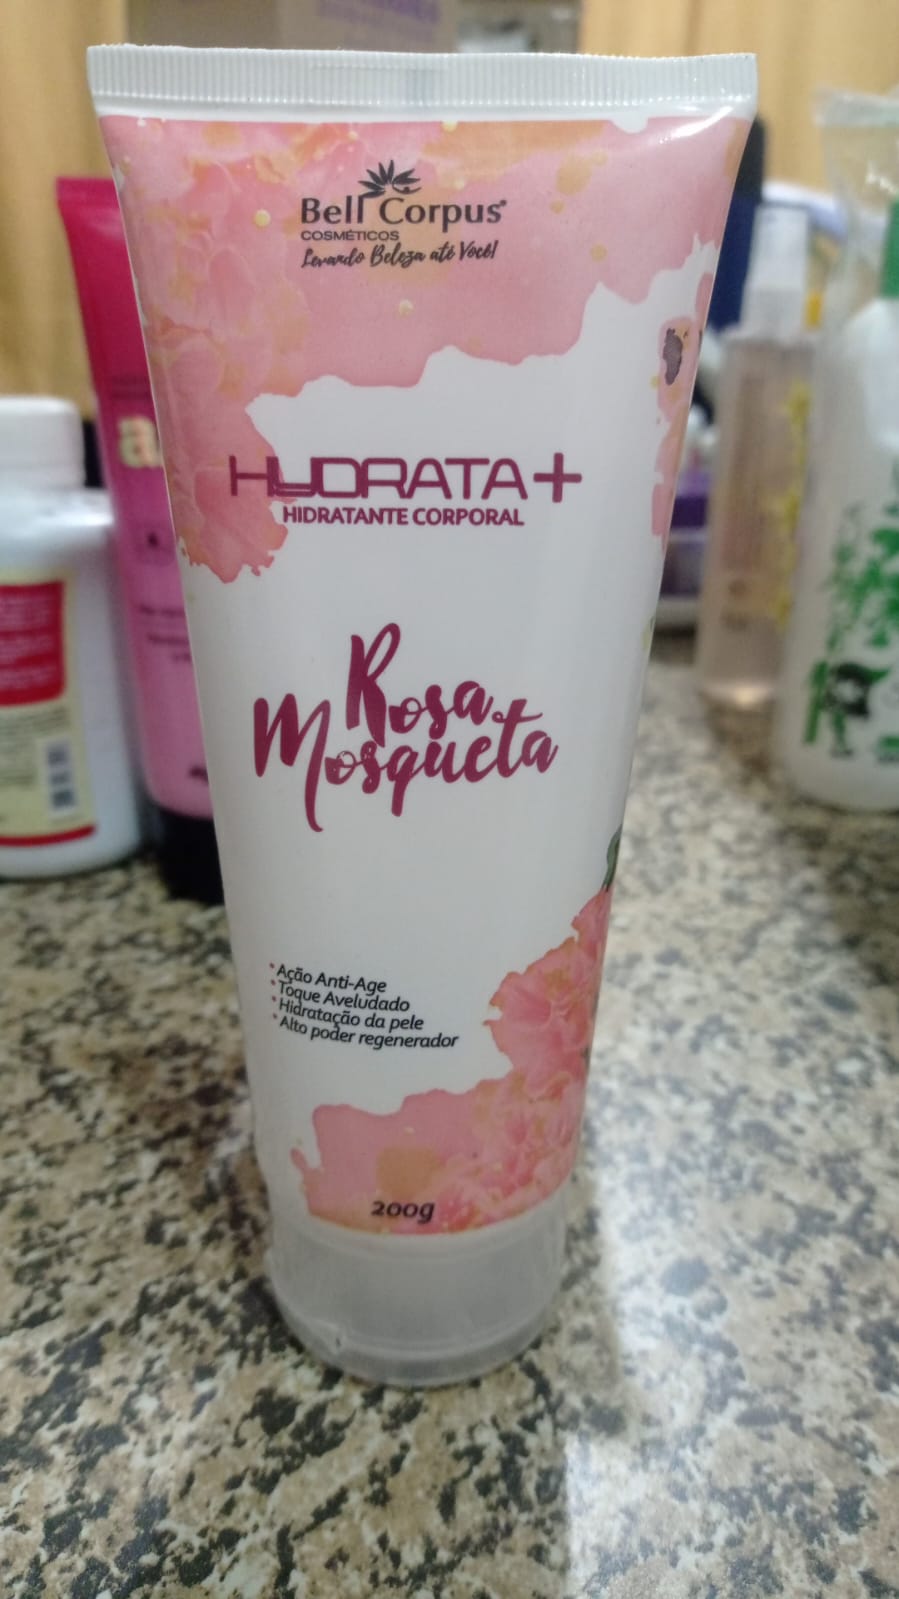 Bell Corpus®
COSMÉTICOS
Levando Beleza até Você!
HYDRATA+
HIDRATANTE CORPORAL
Rosa
Mosqueta
• Ação Anti-Age
• Toque Aveludado
• Hidratação da pele
• Alto poder regenerador
200g